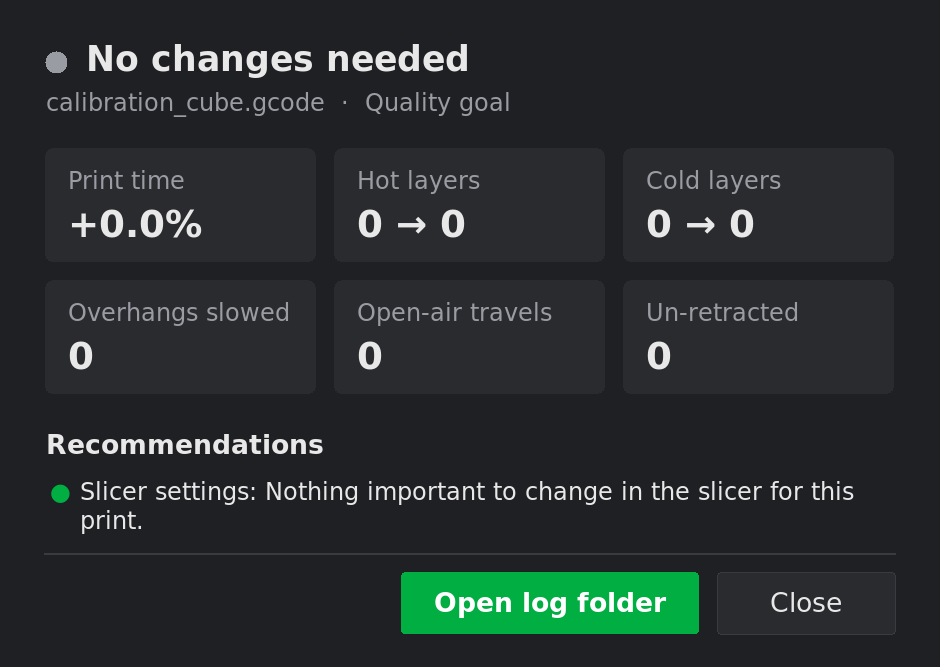 No changes needed
calibration_cube.gcode · Quality goal
Print time
+0.0%
Hot layers
0 → 0
Cold layers
0 → 0
Overhangs slowed
0
Open-air travels
0
Un-retracted
0
Recommendations
Slicer settings: Nothing important to change in the slicer for this
print.
Open log folder
Close